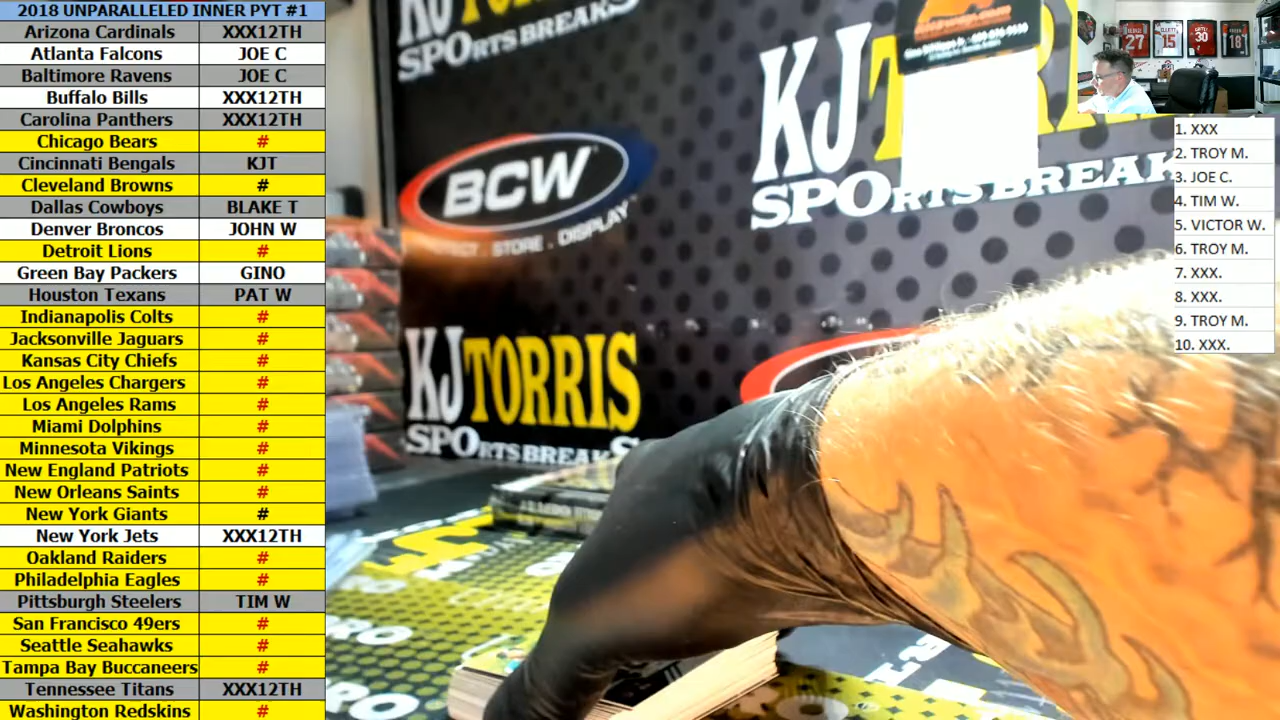 2018 UNPARALLELED INNER PYT #1
Arizona Cardinals XXX12TH
Atlanta Falcons JOE C
Baltimore Ravens JOE C
Buffalo Bills XXX12TH
Carolina Panthers XXX12TH
Chicago Bears #
Cincinnati Bengals KJT
Cleveland Browns #
Dallas Cowboys BLAKE T
Denver Broncos JOHN W
Detroit Lions #
Green Bay Packers GINO
Houston Texans PAT W
Indianapolis Colts #
Jacksonville Jaguars #
Kansas City Chiefs #
Los Angeles Chargers #
Los Angeles Rams #
Miami Dolphins #
Minnesota Vikings #
New England Patriots #
New Orleans Saints #
New York Giants #
New York Jets XXX12TH
Oakland Raiders #
Philadelphia Eagles #
Pittsburgh Steelers TIM W
San Francisco 49ers #
Seattle Seahawks #
Tampa Bay Buccaneers #
Tennessee Titans XXX12TH
Washington Redskins #
KJ TORRIS
SPORTS BREAKS
BCW
STORE . DISPLAY
KJ TORRIS
SPORTS BREAKS
KJ
SPORTS BREAK
27
15
30
18
1. XXX
2. TROY M.
3. JOE C.
4. TIM W.
5. VICTOR W.
6. TROY M.
7. XXX.
8. XXX.
9. TROY M.
10. XXX.